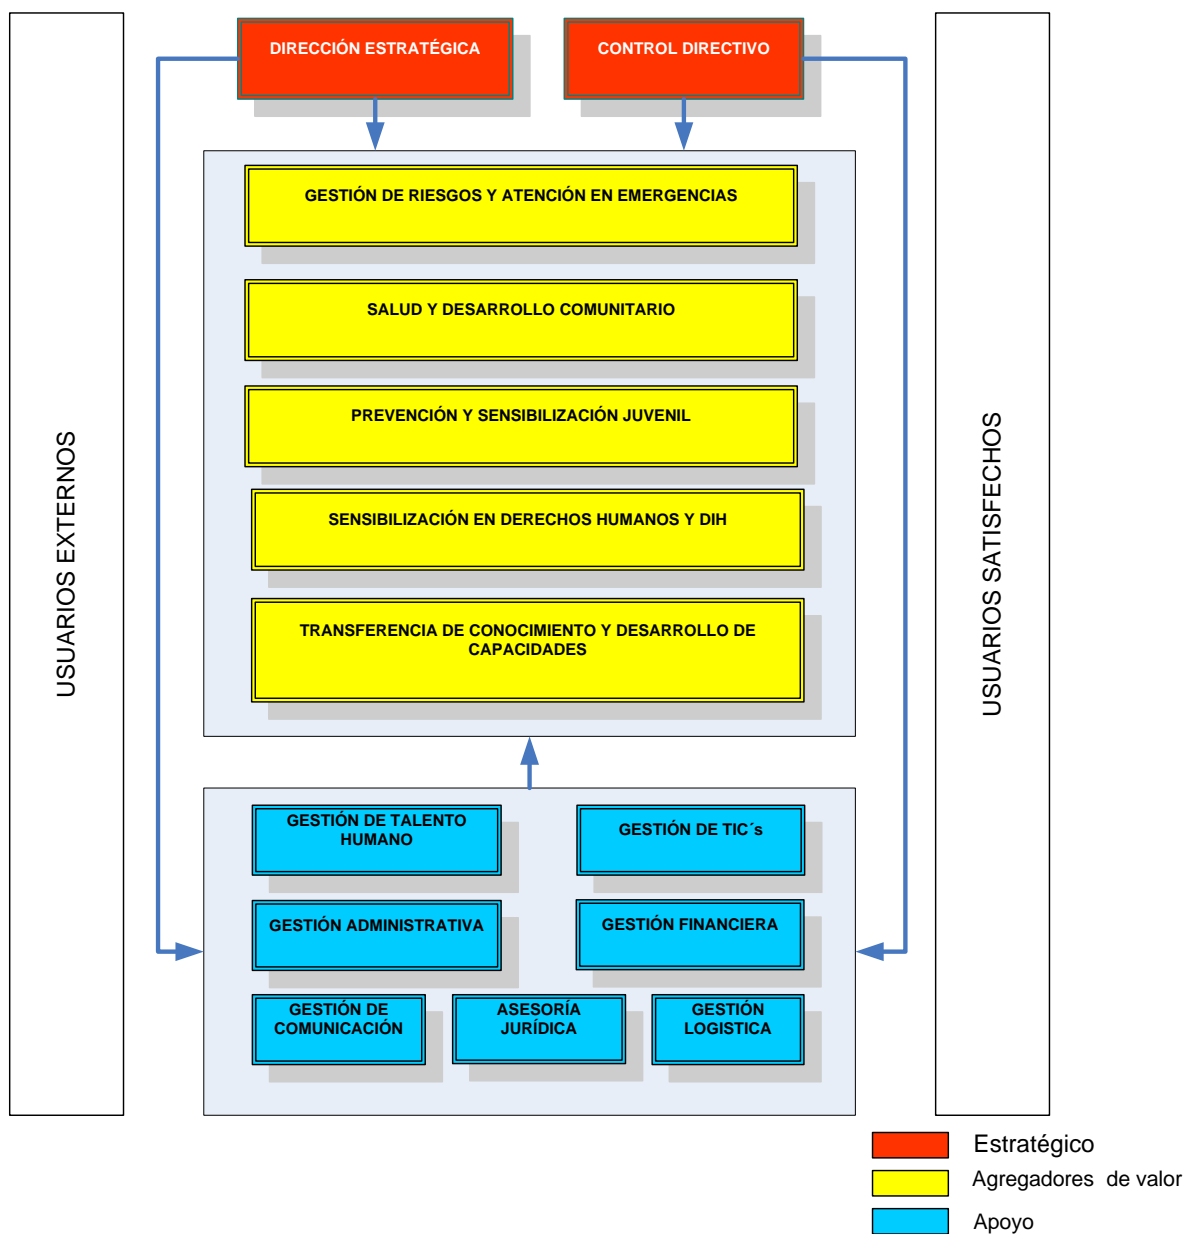 DIRECCIÓN ESTRATÉGICA
CONTROL DIRECTIVO
GESTIÓN DE RIESGOS Y ATENCIÓN EN EMERGENCIAS
SALUD Y DESARROLLO COMUNITARIO
PREVENCIÓN Y SENSIBILIZACIÓN JUVENIL
SENSIBILIZACIÓN EN DERECHOS HUMANOS Y DIH
TRANSFERENCIA DE CONOCIMIENTO Y DESARROLLO DE
CAPACIDADES
USUARIOS EXTERNOS
USUARIOS SATISFECHOS
GESTIÓN DE TALENTO
HUMANO
GESTIÓN DE TIC´s
GESTIÓN ADMINISTRATIVA
GESTIÓN FINANCIERA
GESTIÓN DE
COMUNICACIÓN
ASESORÍA
JURÍDICA
GESTIÓN
LOGISTICA
Estratégico
Agregadores de valor
Apoyo